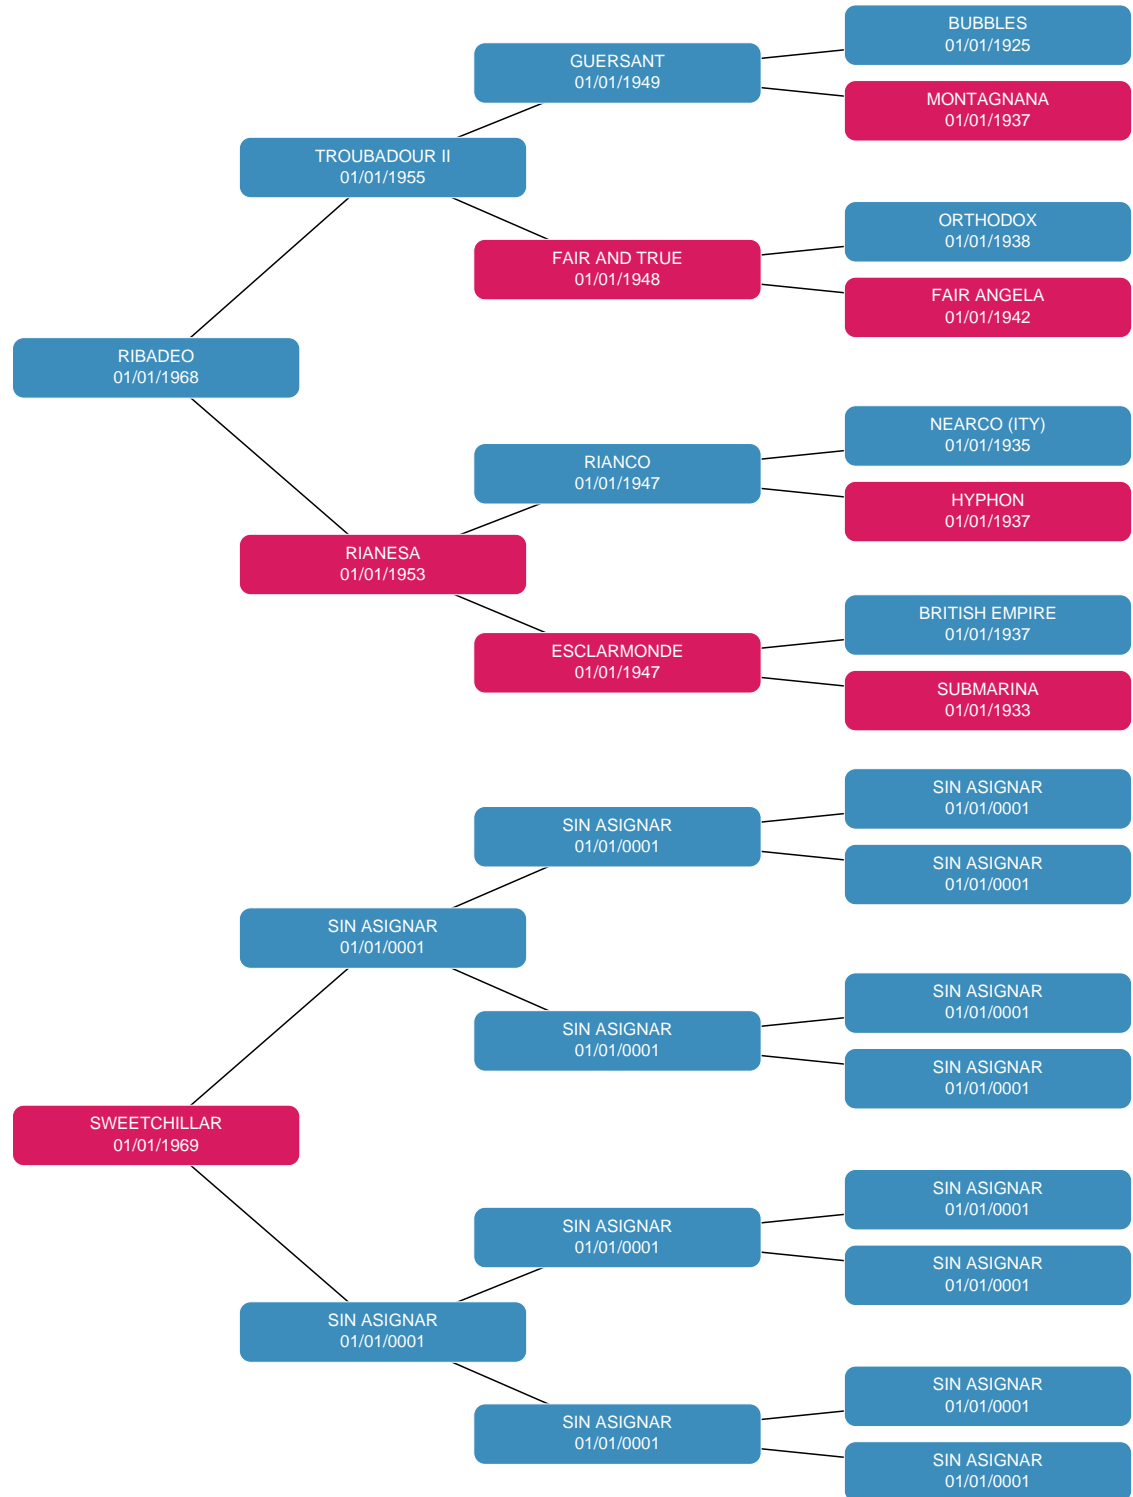 BUBBLES
01/01/1925
GUERSANT
01/01/1949
MONTAGNANA
01/01/1937
TROUBADOUR II
01/01/1955
ORTHODOX
01/01/1938
FAIR AND TRUE
01/01/1948
FAIR ANGELA
01/01/1942
RIBADEO
01/01/1968
NEARCO (ITY)
01/01/1935
RIANCO
01/01/1947
HYPHON
01/01/1937
RIANESA
01/01/1953
BRITISH EMPIRE
01/01/1937
ESCLARMONDE
01/01/1947
SUBMARINA
01/01/1933
SIN ASIGNAR
01/01/0001
SIN ASIGNAR
01/01/0001
SIN ASIGNAR
01/01/0001
SIN ASIGNAR
01/01/0001
SIN ASIGNAR
01/01/0001
SIN ASIGNAR
01/01/0001
SIN ASIGNAR
01/01/0001
SWEETCHILLAR
01/01/1969
SIN ASIGNAR
01/01/0001
SIN ASIGNAR
01/01/0001
SIN ASIGNAR
01/01/0001
SIN ASIGNAR
01/01/0001
SIN ASIGNAR
01/01/0001
SIN ASIGNAR
01/01/0001
SIN ASIGNAR
01/01/0001